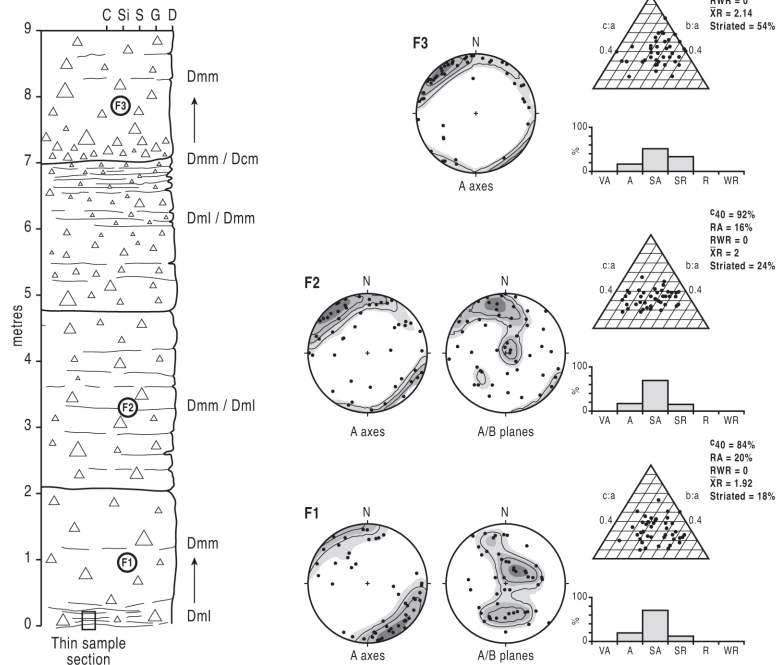 C Si S G D
metres
9
8
7
6
5
4
3
2
1
0
Dmm
F3
Dmm / Dcm
Dml / Dmm
F2
Dmm / Dml
Dmm
F1
Dml
Thin sample
section
F3
N
A axes
c:a
b:a
0.4
0.4
RWR = 0
X̅R = 2.14
Striated = 54%
100
%
0
VA A SA SR R WR
F2
N
A axes
N
A/B planes
c:a
b:a
0.4
0.4
c40 = 92%
RA = 16%
RWR = 0
X̅R = 2
Striated = 24%
100
%
0
VA A SA SR R WR
F1
N
A axes
N
A/B planes
c:a
b:a
0.4
0.4
c40 = 84%
RA = 20%
RWR = 0
X̅R = 1.92
Striated = 18%
100
%
0
VA A SA SR R WR